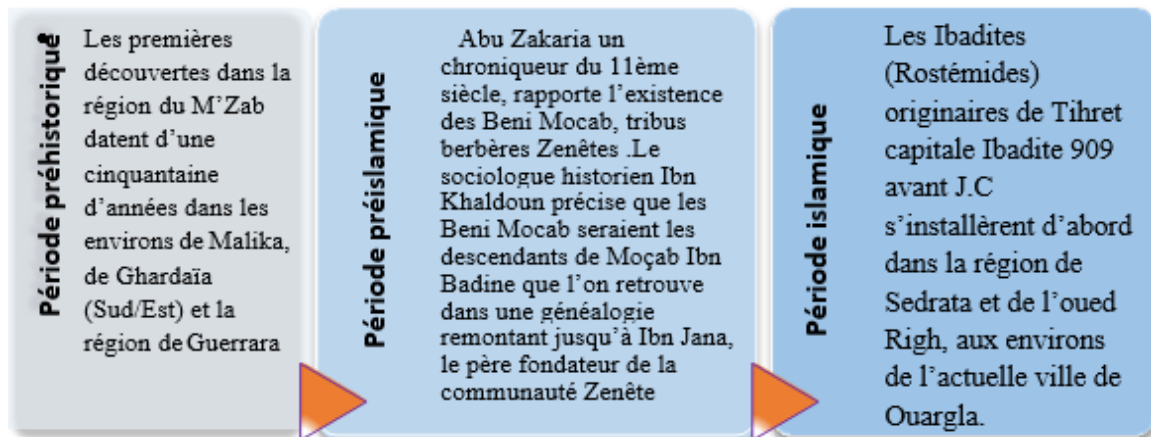 Période préhistorique
Les premières
découvertes dans la
région du M’Zab
datent d’une
cinquantaine
d’années dans les
environs de Malika,
de Ghardaïa
(Sud/Est) et la
région de Guerrara
Période préislamique
Abu Zakaria un
chroniqueur du 11ème
siècle, rapporte l’existence
des Beni Mocab, tribus
berbères Zenêtes .Le
sociologue historien Ibn
Khaldoun précise que les
Beni Mocab seraient les
descendants de Moçab Ibn
Badine que l’on retrouve
dans une généalogie
remontant jusqu’à Ibn Jana,
le père fondateur de la
communauté Zenête
Période islamique
Les Ibadites
(Rostémides)
originaires de Tihret
capitale Ibadite 909
avant J.C
s’installèrent d’abord
dans la région de
Sedrata et de l’oued
Righ, aux environs
de l’actuelle ville de
Ouargla.